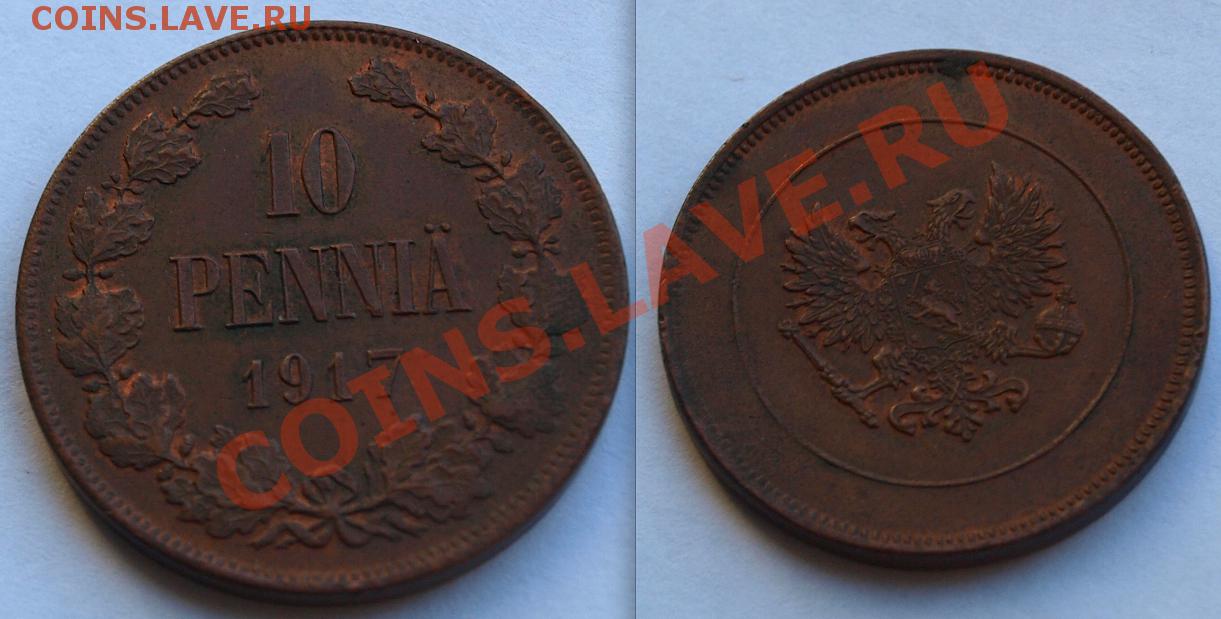 COINS.LAVE.RU
10
PENNIÄ
1917
COINS.LAVE.RU